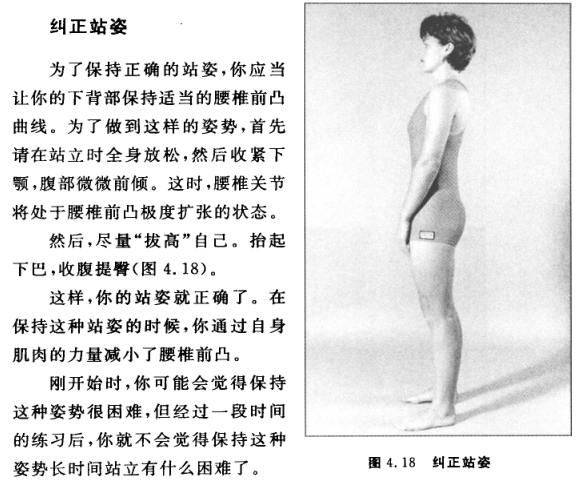 纠正站姿
为了保持正确的站姿，你应当
让你的下背部保持适当的腰椎前凸
曲线。为了做到这样的姿势，首先
请在站立时全身放松，然后收紧下
颚，腹部微微前倾。这时，腰椎关节
将处于腰椎前凸极度扩张的状态。
然后，尽量“拔高”自己。抬起
下巴，收腹提臀（图 4.18）。
这样，你的站姿就正确了。在
保持这种站姿的时候，你通过自身
肌肉的力量减小了腰椎前凸。
刚开始时，你可能会觉得保持
这种姿势很困难，但经过一段时间
的练习后，你就不会觉得保持这种
姿势长时间站立有什么困难了。
图 4.18 纠正站姿